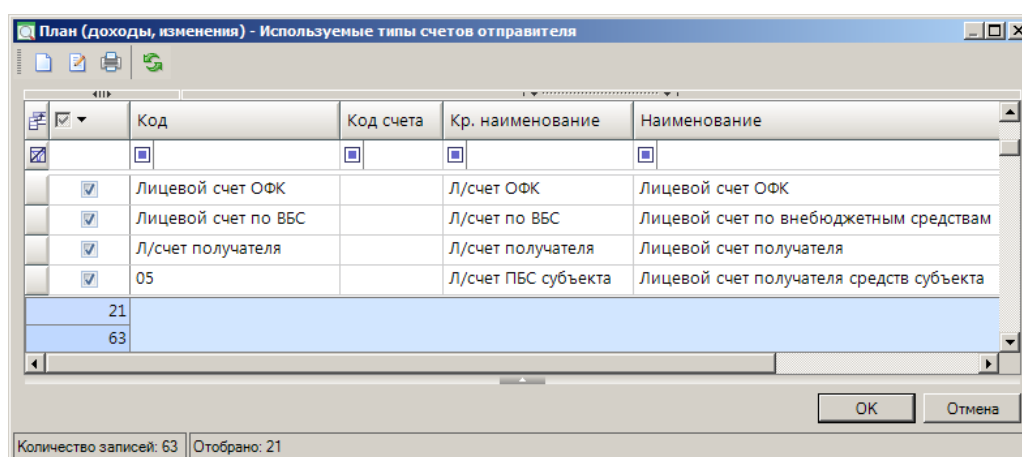 План (доходы, изменения) - Используемые типы счетов отправителя
Код Код счета Кр. наименование Наименование
Лицевой счет ОФК Л/счет ОФК Лицевой счет ОФК
Лицевой счет по ВБС Л/счет по ВБС Лицевой счет по внебюджетным средствам
Л/счет получателя Л/счет получателя Лицевой счет получателя
05 Л/счет ПБС субъекта Лицевой счет получателя средств субъекта
21
63
OK Отмена
Количество записей: 63 Отобрано: 21